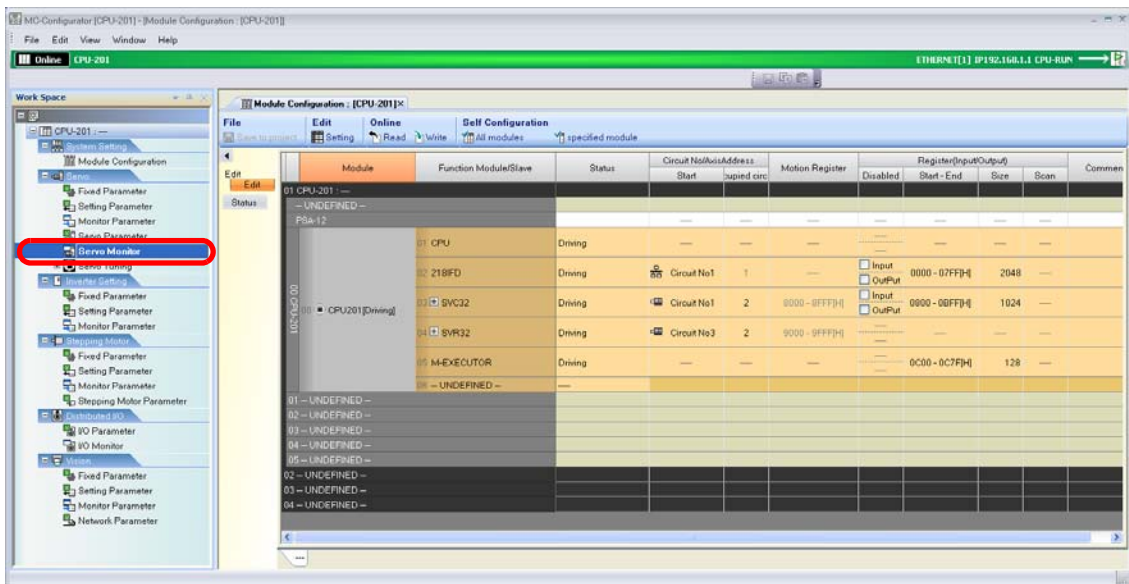 MC-Configurator [CPU-201] - [Module Configuration : [CPU-201]]
File Edit View Window Help
Online CPU-201 ETHERNET[1] IP192.168.1.1 CPU-RUN
Work Space
CPU-201 : ---
System Setting
Module Configuration
Servo
Fixed Parameter
Setting Parameter
Monitor Parameter
Servo Parameter
Servo Monitor
Servo Tuning
Inverter Setting
Fixed Parameter
Setting Parameter
Monitor Parameter
Stepping Motor
Fixed Parameter
Setting Parameter
Monitor Parameter
Stepping Motor Parameter
Distributed I/O
I/O Parameter
I/O Monitor
Vision
Fixed Parameter
Setting Parameter
Monitor Parameter
Network Parameter
Module Configuration : [CPU-201]
File Edit Online Self Configuration
Save to project Setting Read Write All modules specified module
Edit
Edit
Status
Module Function Module/Slave Status Circuit No/AxisAddress Motion Register Register(Input/Output) Commen
Start cupied circ Disabled Start - End Size Scan
01 CPU-201 : ---
-- UNDEFINED --
PSA-12
00 CPU-201
00 CPU201[Driving]
01 CPU Driving
02 218IFD Driving Circuit No1 1 Input OutPut 0000 - 07FF[H] 2048
03 SVC32 Driving Circuit No1 2 8000 - 8FFF[H] Input OutPut 0800 - 0BFF[H] 1024
04 SVR32 Driving Circuit No3 2 9000 - 9FFF[H]
05 M-EXECUTOR Driving 0C00 - 0C7F[H] 128
06 -- UNDEFINED --
01 -- UNDEFINED --
02 -- UNDEFINED --
03 -- UNDEFINED --
04 -- UNDEFINED --
05 -- UNDEFINED --
02 -- UNDEFINED --
03 -- UNDEFINED --
04 -- UNDEFINED --